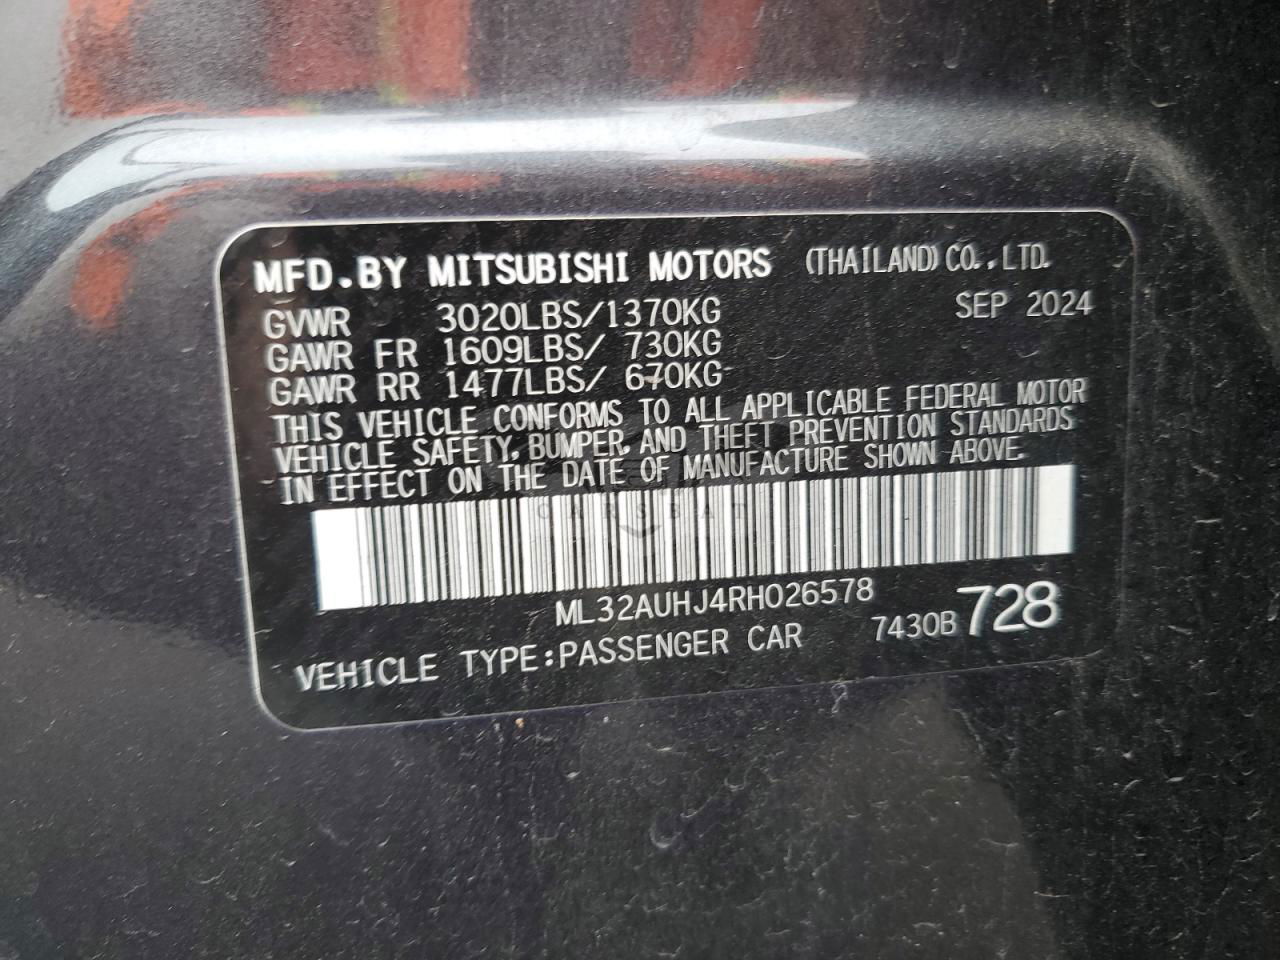 MFD.BY MITSUBISHI MOTORS (THAILAND) CO.,LTD.
GVWR 3020LBS/1370KG SEP 2024
GAWR FR 1609LBS/ 730KG
GAWR RR 1477LBS/ 670KG
THIS VEHICLE CONFORMS TO ALL APPLICABLE FEDERAL MOTOR
VEHICLE SAFETY, BUMPER, AND THEFT PREVENTION STANDARDS
IN EFFECT ON THE DATE OF MANUFACTURE SHOWN ABOVE.
ML32AUHJ4RH026578
VEHICLE TYPE:PASSENGER CAR 7430B 728